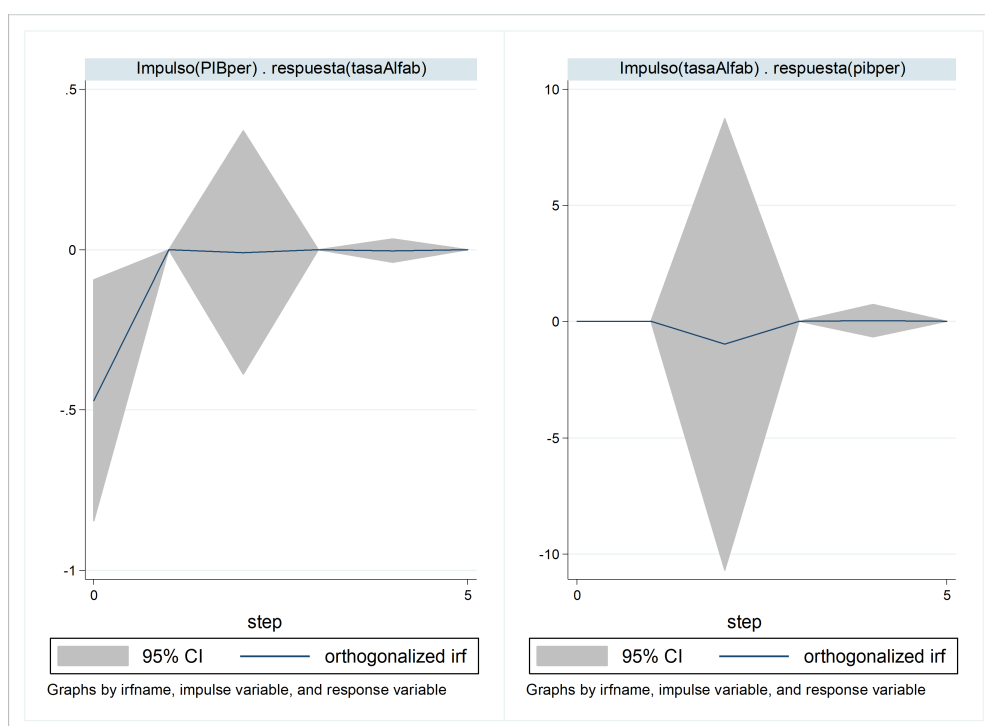 Impulso(PIBper) . respuesta(tasaAlfab)
.5
0
-.5
-1
0
5
step
95% CI
orthogonalized irf
Graphs by irfname, impulse variable, and response variable
Impulso(tasaAlfab) . respuesta(pibper)
10
5
0
-5
-10
0
5
step
95% CI
orthogonalized irf
Graphs by irfname, impulse variable, and response variable